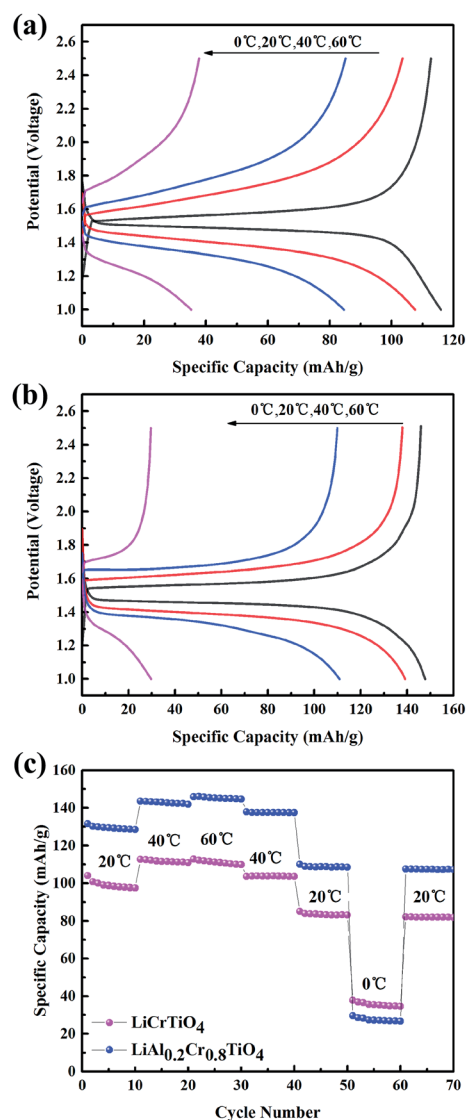 (a)
0℃,20℃,40℃,60℃
2.6
2.4
2.2
2.0
1.8
1.6
1.4
1.2
1.0
Potential (Voltage)
0 20 40 60 80 100 120
Specific Capacity (mAh/g)
(b)
0℃,20℃,40℃,60℃
2.6
2.4
2.2
2.0
1.8
1.6
1.4
1.2
1.0
Potential (Voltage)
0 20 40 60 80 100 120 140 160
Specific Capacity (mAh/g)
(c)
160
140
120
100
80
60
40
20
0
Specific Capacity (mAh/g)
20℃
40℃
60℃
40℃
20℃
0℃
20℃
LiCrTiO4
LiAl0.2Cr0.8TiO4
0 10 20 30 40 50 60 70
Cycle Number